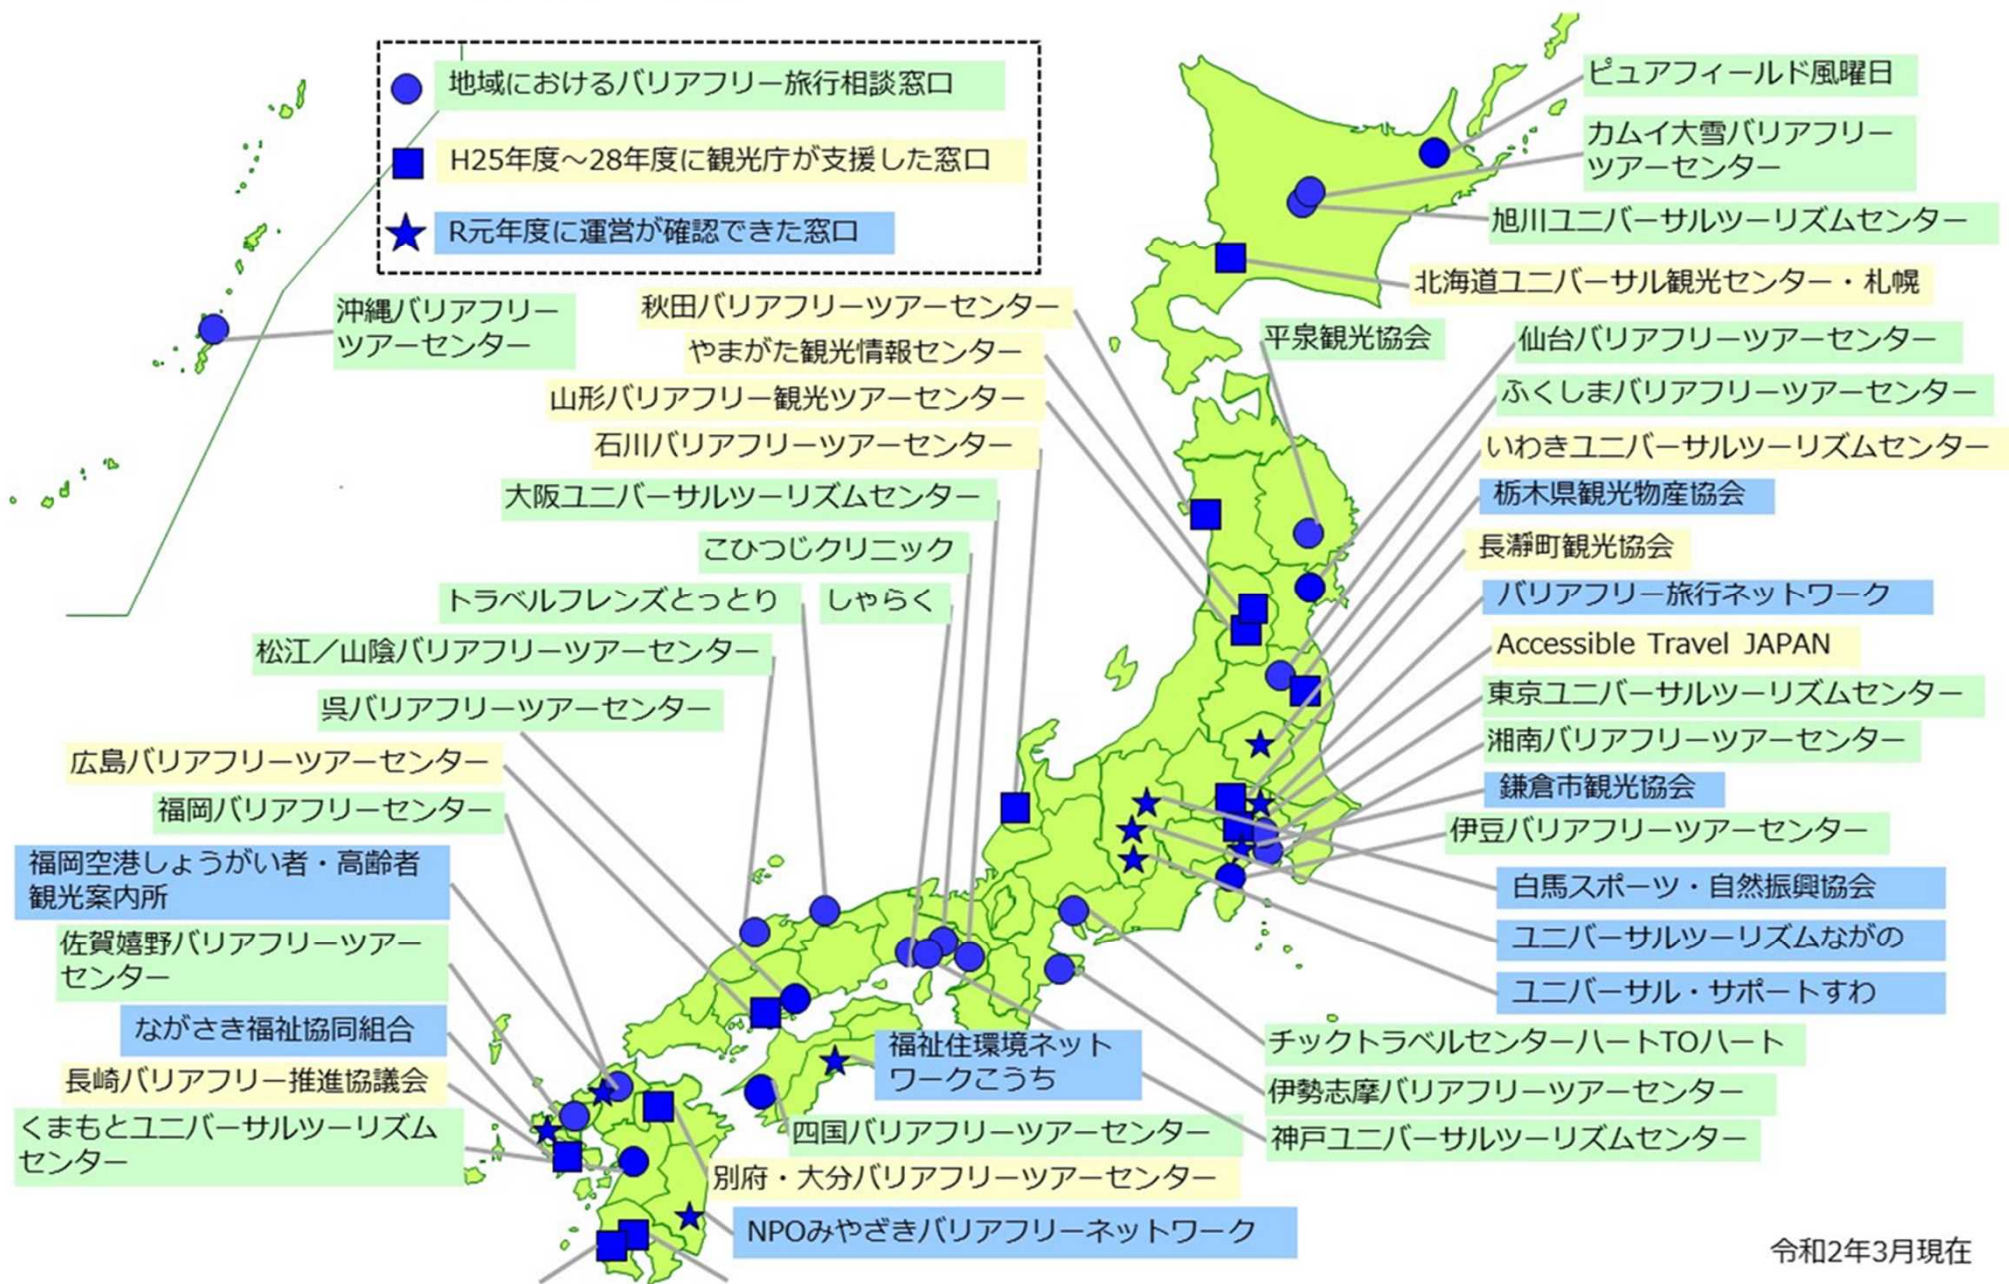 地域におけるバリアフリー旅行相談窓口
H25年度～28年度に観光庁が支援した窓口
R元年度に運営が確認できた窓口
ピュアフィールド風曜日
カムイ大雪バリアフリー
ツアーセンター
旭川ユニバーサルツーリズムセンター
北海道ユニバーサル観光センター・札幌
沖縄バリアフリー
ツアーセンター
秋田バリアフリーツアーセンター
やまがた観光情報センター
山形バリアフリー観光ツアーセンター
石川バリアフリーツアーセンター
大阪ユニバーサルツーリズムセンター
こひつじクリニック
トラベルフレンズとっとり
しゃらく
松江／山陰バリアフリーツアーセンター
呉バリアフリーツアーセンター
広島バリアフリーツアーセンター
福岡バリアフリーセンター
福岡空港しょうがい者・高齢者
観光案内所
佐賀嬉野バリアフリーツアー
センター
ながさき福祉協同組合
長崎バリアフリー推進協議会
くまもとユニバーサルツーリズム
センター
平泉観光協会
仙台バリアフリーツアーセンター
ふくしまバリアフリーツアーセンター
いわきユニバーサルツーリズムセンター
栃木県観光物産協会
長瀞町観光協会
バリアフリー旅行ネットワーク
Accessible Travel JAPAN
東京ユニバーサルツーリズムセンター
湘南バリアフリーツアーセンター
鎌倉市観光協会
伊豆バリアフリーツアーセンター
白馬スポーツ・自然振興協会
ユニバーサルツーリズムながの
ユニバーサル・サポートすわ
チックトラベルセンターハートTOハート
伊勢志摩バリアフリーツアーセンター
神戸ユニバーサルツーリズムセンター
福祉住環境ネット
ワークこうち
四国バリアフリーツアーセンター
別府・大分バリアフリーツアーセンター
NPOみやざきバリアフリーネットワーク
令和2年3月現在